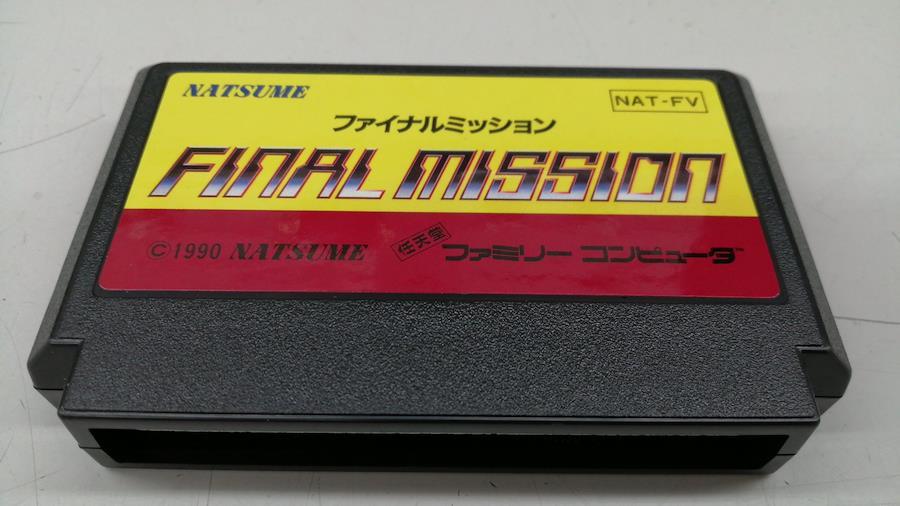 NATSUME
NAT-FV
ファイナルミッション
FINAL MISSION
©1990 NATSUME 任天堂 ファミリー コンピュータ™